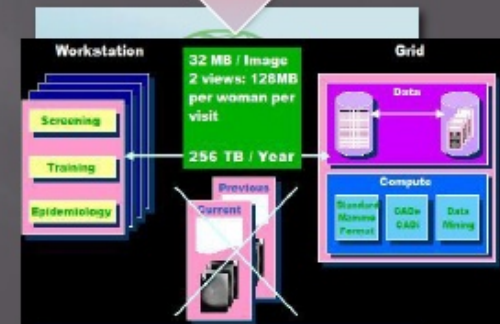 Workstation
Screening
Training
Epidemiology
32 MB / Image
2 views: 128MB
per woman per
visit
256 TB / Year
Previous
Current
Grid
Data
Compute
Standard
Mammo
Format
CADe
CADi
Data
Mining